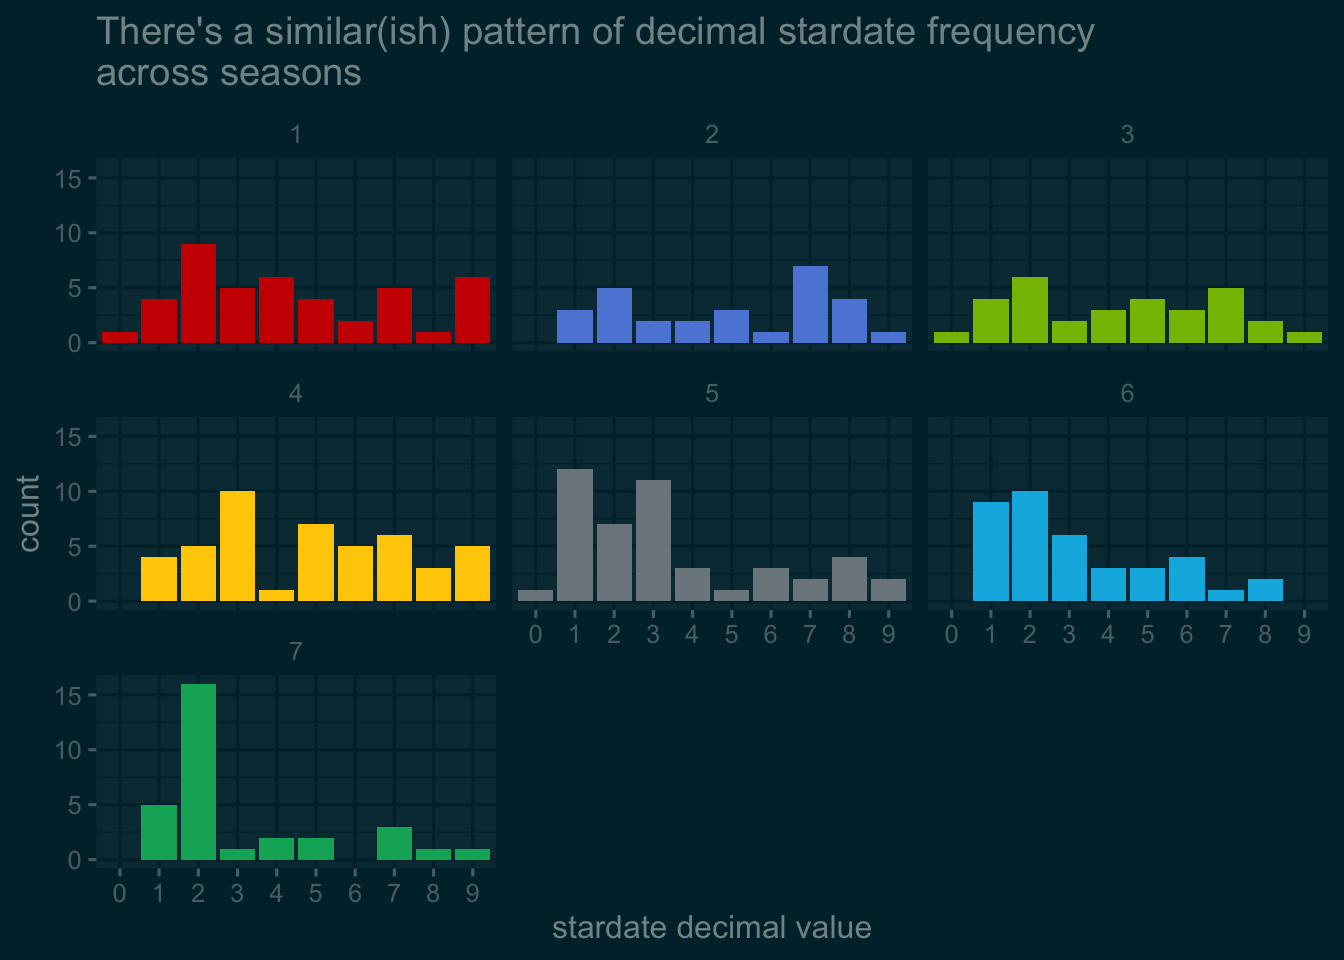 There's a similar(ish) pattern of decimal stardate frequency
across seasons
1
2
3
15
10
5
0
4
5
6
15
10
5
0
0 1 2 3 4 5 6 7 8 9
0 1 2 3 4 5 6 7 8 9
7
15
10
5
0
0 1 2 3 4 5 6 7 8 9
count
stardate decimal value